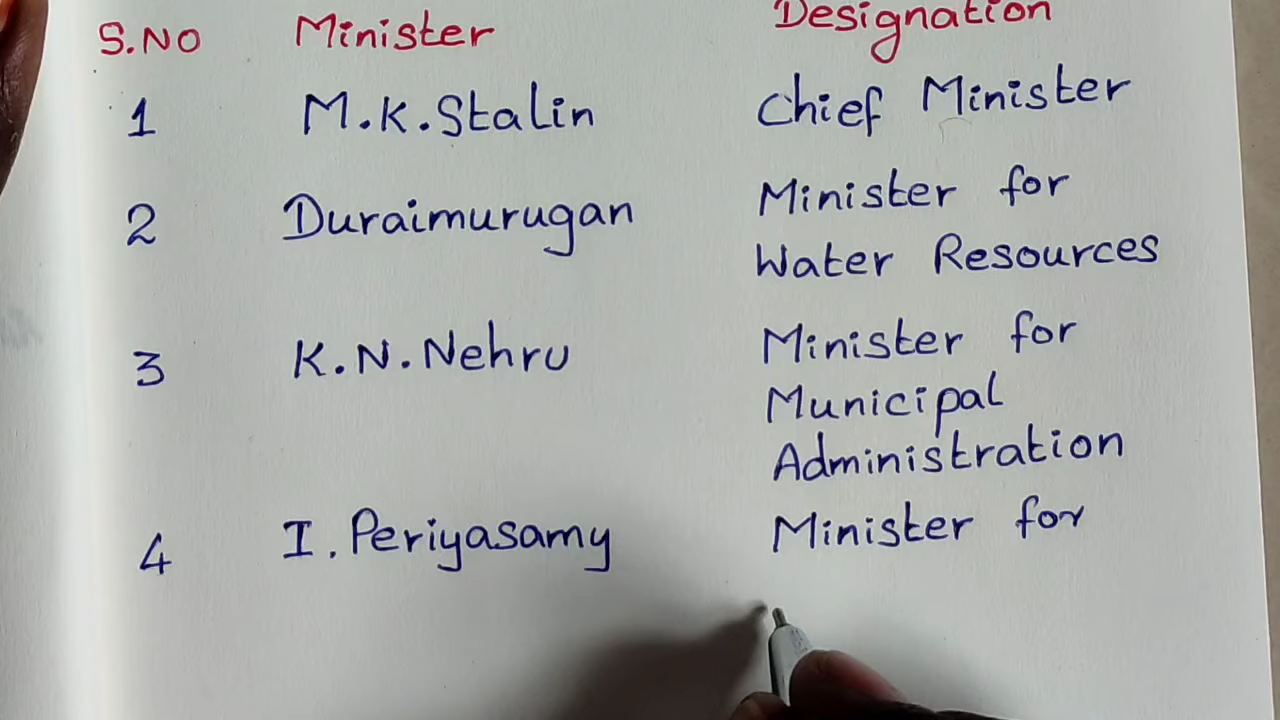 S.NO Minister Designation
1 M.K.Stalin Chief Minister
2 Duraimurugan Minister for
Water Resources
3 K.N.Nehru Minister for
Municipal
Administration
4 I. Periyasamy Minister for